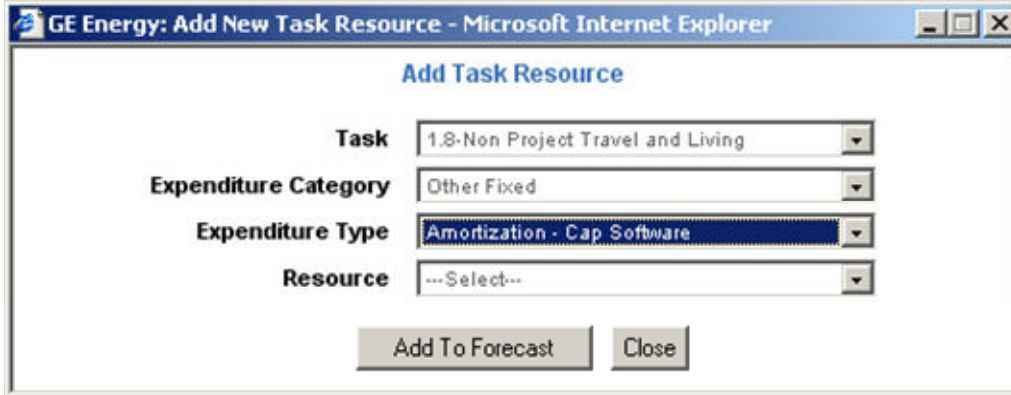 GE Energy: Add New Task Resource - Microsoft Internet Explorer
Add Task Resource
Task 1.8-Non Project Travel and Living
Expenditure Category Other Fixed
Expenditure Type Amortization - Cap Software
Resource ---Select---
Add To Forecast Close